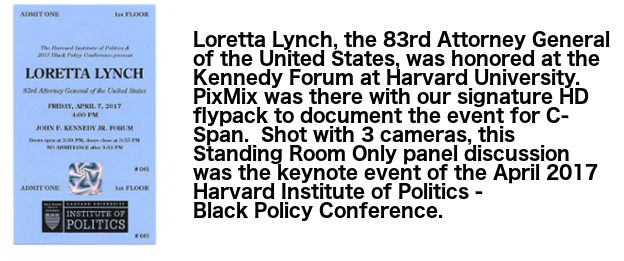 ADMIT ONE 1st FLOOR
The Harvard Institute of Politics &
2017 Black Policy Conference present
LORETTA LYNCH
83rd Attorney General of the United States
FRIDAY, APRIL 7, 2017
4:00 PM
JOHN F. KENNEDY JR. FORUM
Doors open at 3:30 PM, doors close at 3:55 PM
NO ADMITTANCE after 3:55 PM
# 043
ADMIT ONE 1st FLOOR
HARVARD UNIVERSITY
INSTITUTE OF
POLITICS
# 043
Loretta Lynch, the 83rd Attorney General
of the United States, was honored at the
Kennedy Forum at Harvard University.
PixMix was there with our signature HD
flypack to document the event for C-
Span.  Shot with 3 cameras, this
Standing Room Only panel discussion
was the keynote event of the April 2017
Harvard Institute of Politics -
Black Policy Conference.